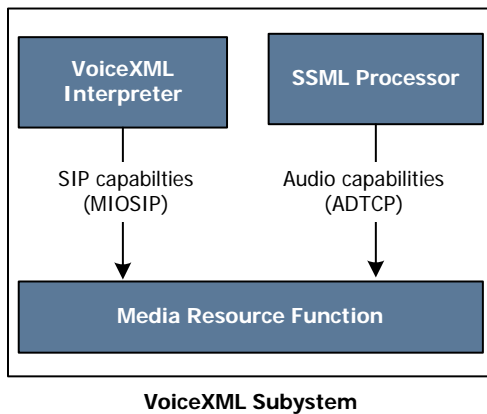 VoiceXML
Interpreter
SSML Processor
SIP capabilties
(MIOSIP)
Audio capabilities
(ADTCP)
Media Resource Function
VoiceXML Subystem